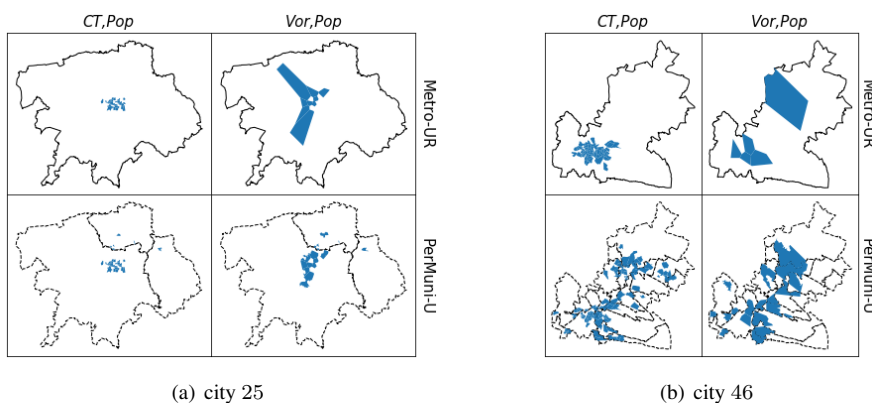 CT,Pop Vor,Pop
Metro-UR
PerMuni-U
(a) city 25
CT,Pop Vor,Pop
Metro-UR
PerMuni-U
(b) city 46